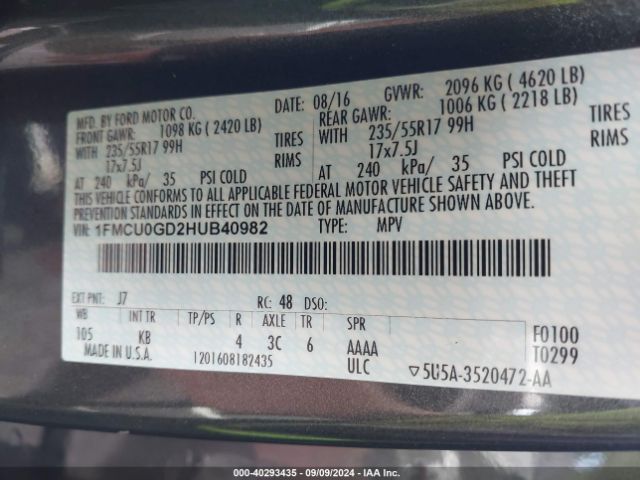 MFD. BY FORD MOTOR CO.
DATE: 08/16 GVWR: 2096 KG ( 4620 LB)
FRONT GAWR: 1098 KG ( 2420 LB) REAR GAWR: 1006 KG ( 2218 LB)
WITH 235/55R17 99H TIRES WITH 235/55R17 99H TIRES
17x7.5J RIMS 17x7.5J RIMS
AT 240 kPa/ 35 PSI COLD AT 240 kPa/ 35 PSI COLD
THIS VEHICLE CONFORMS TO ALL APPLICABLE FEDERAL MOTOR VEHICLE SAFETY AND THEFT
PREVENTION STANDARDS IN EFFECT ON THE DATE OF MANUFACTURE SHOWN ABOVE.
VIN: 1FMCU0GD2HUB40982 TYPE: MPV
EXT PNT: J7 RC: 48 DSO:
WB INT TR TP/PS R AXLE TR SPR
105 KB 4 3C 6 AAAA
F0100
T0299
MADE IN U.S.A. 1201608182435 ULC ▽5U5A-3520472-AA
000-40293435 - 09/09/2024 - IAAI.com